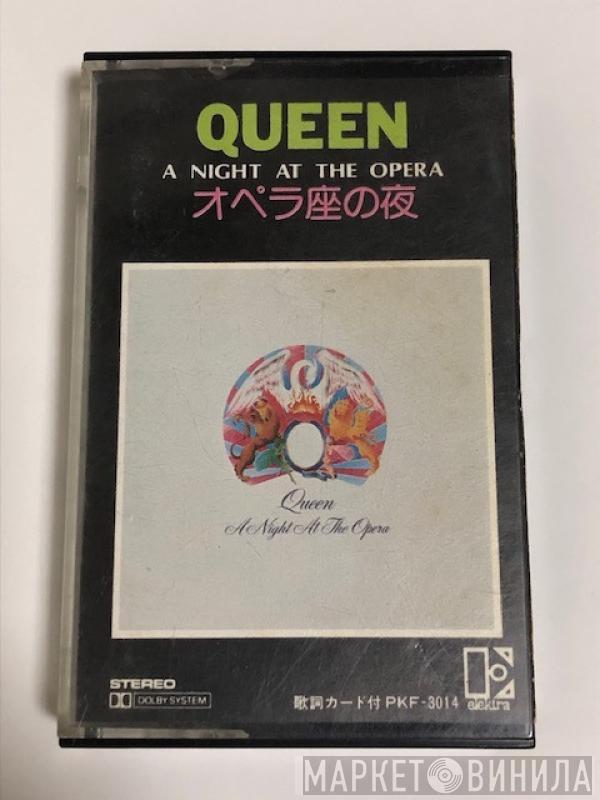 QUEEN
A NIGHT AT THE OPERA
オペラ座の夜
Queen
A Night At The Opera
STEREO
DOLBY SYSTEM
歌詞カード付 PKF-3014
elektra
МАРКЕТ ВИНИЛА